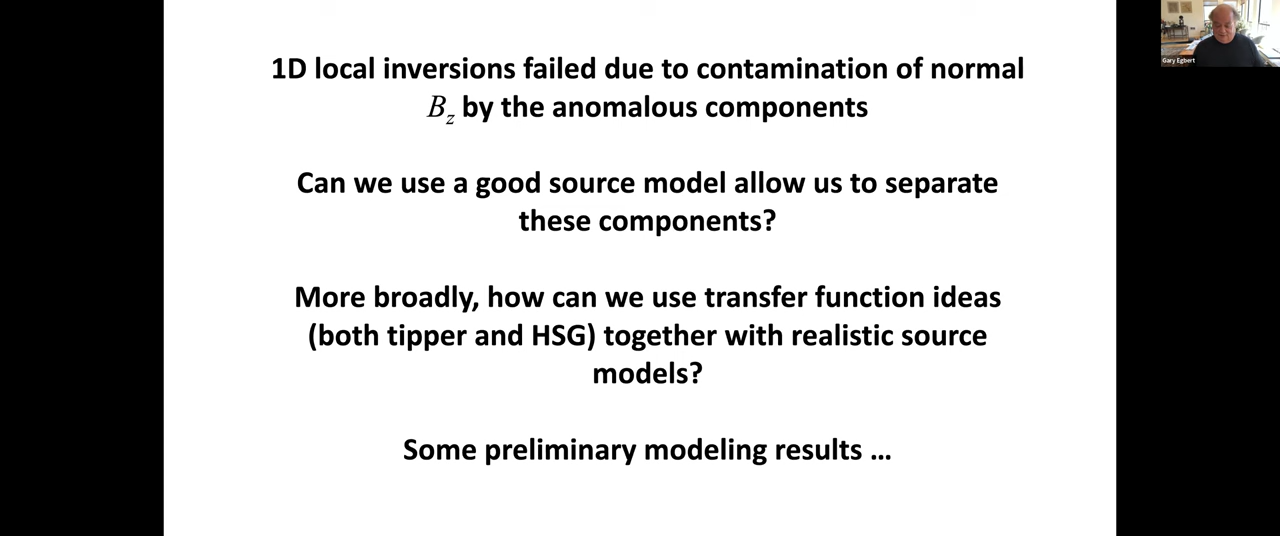 1D local inversions failed due to contamination of normal
B_z by the anomalous components
Can we use a good source model allow us to separate
these components?
More broadly, how can we use transfer function ideas
(both tipper and HSG) together with realistic source
models?
Some preliminary modeling results …
Gary Egbert